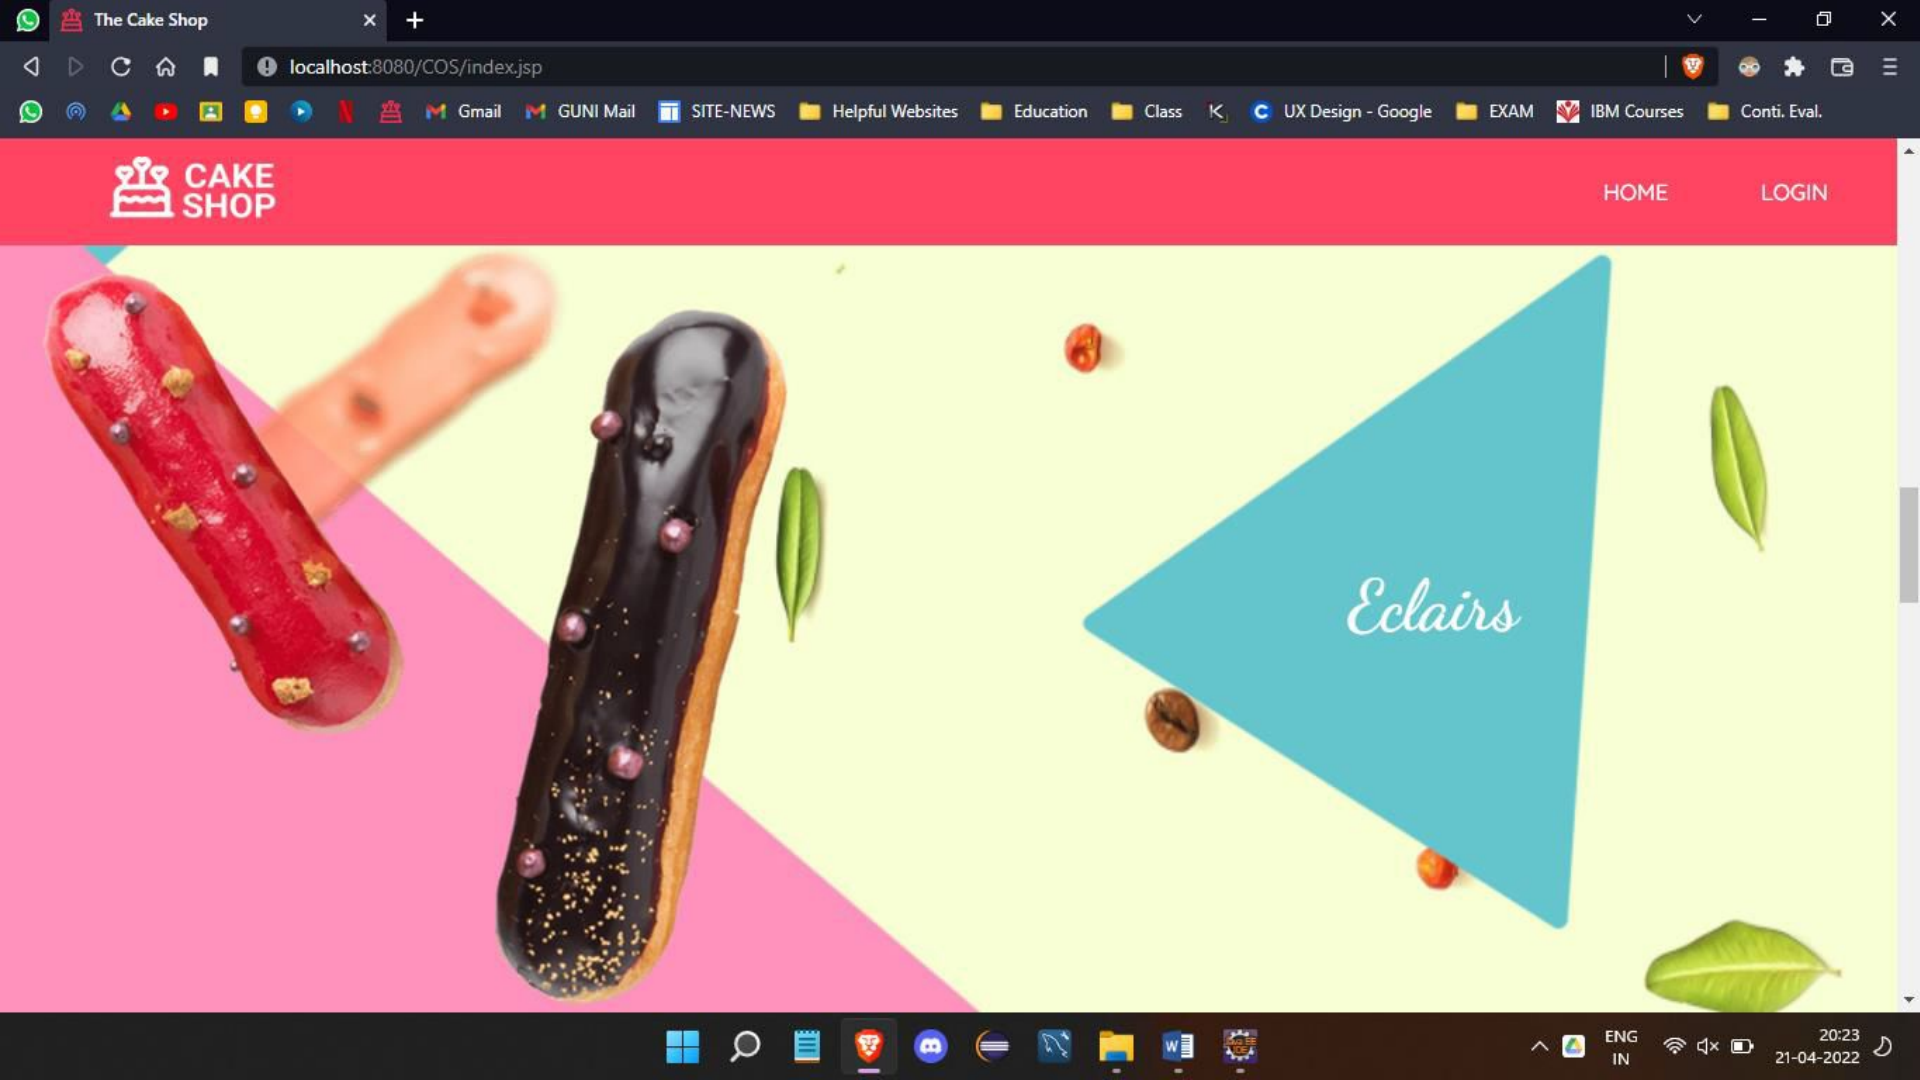 The Cake Shop
localhost:8080/COS/index.jsp
Gmail
GUNI Mail
SITE-NEWS
Helpful Websites
Education
Class
UX Design - Google
EXAM
IBM Courses
Conti. Eval.
CAKE
SHOP
HOME
LOGIN
Eclairs
ENG
IN
20:23
21-04-2022